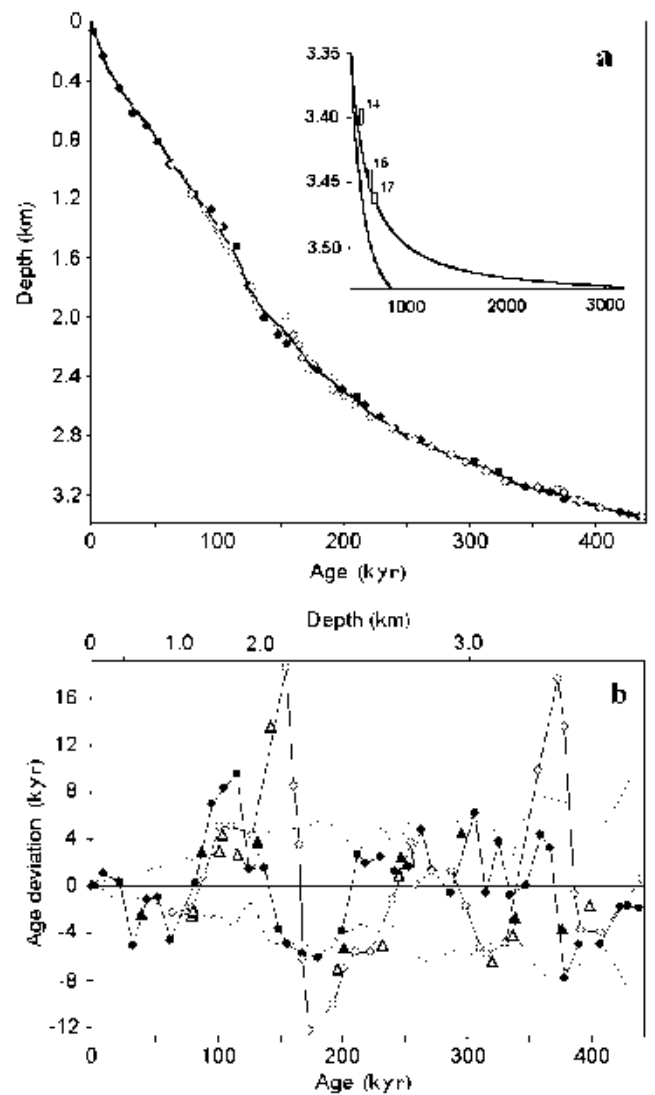 0
0.4
0.8
1.2
1.6
2.0
2.4
2.8
3.2
Depth (km)
0 100 200 300 400
Age (kyr)
a
3.35
3.40
3.45
3.50
14
16
17
1000 2000 3000
Depth (km)
0 1.0 2.0 3.0
b
16
12
8
4
0
-4
-8
-12
Age deviation (kyr)
0 100 200 300 400
Age (kyr)